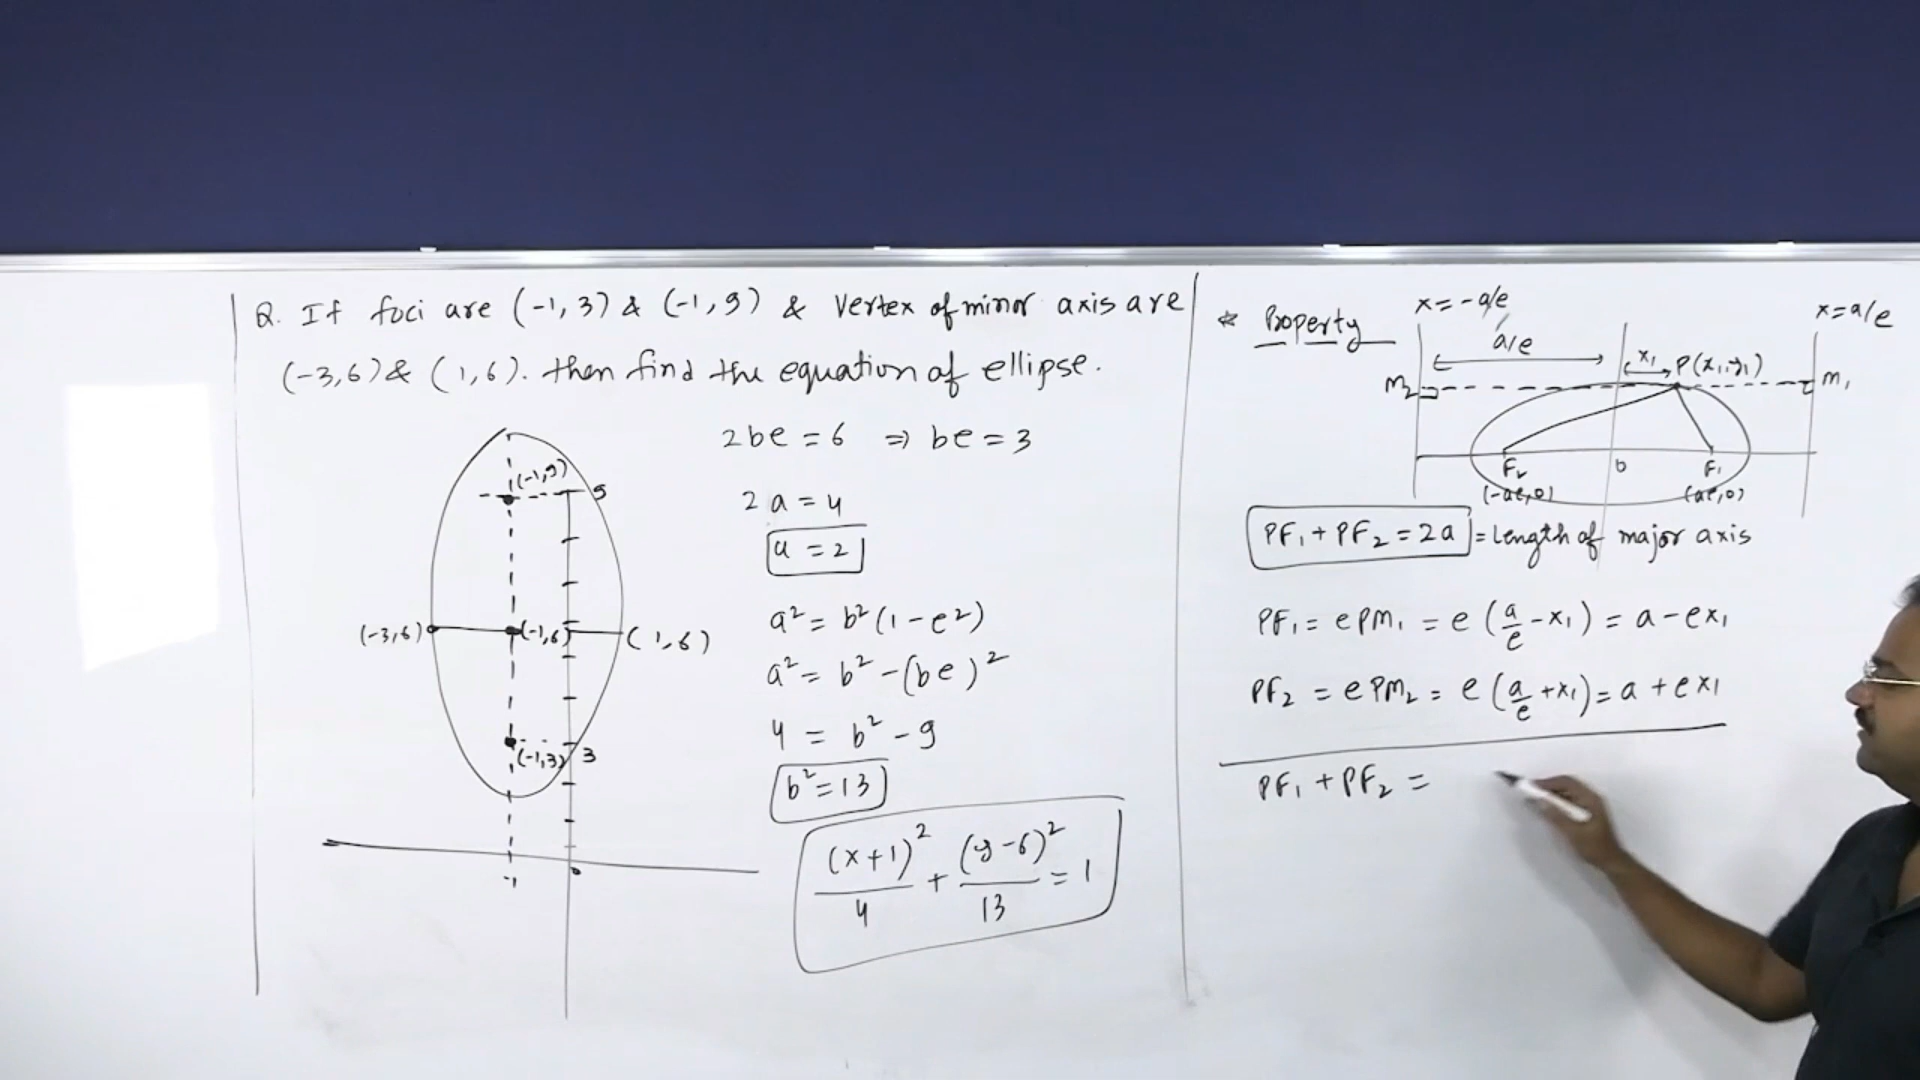 Q. If foci are (-1, 3) & (-1, 9) & vertex of minor axis are
(-3, 6) & (1, 6). then find the equation of ellipse.
2be = 6 ⇒ be = 3
2a = 4
a = 2
a² = b²(1 - e²)
a² = b² - (be)²
4 = b² - 9
b² = 13
(x+1)²/4 + (y-6)²/13 = 1
(-1,9)
9
(-3,6)
(-1,6)
(1,6)
(-1,3)
3
-1
* Property
x = -a/e
x = a/e
a/e
x₁
P(x₁,y₁)
M₂
M₁
F₂
F₁
(-ae,0)
(ae,0)
PF₁ + PF₂ = 2a = Length of major axis
PF₁ = ePM₁ = e(a/e - x₁) = a - ex₁
PF₂ = ePM₂ = e(a/e + x₁) = a + ex₁
PF₁ + PF₂ =